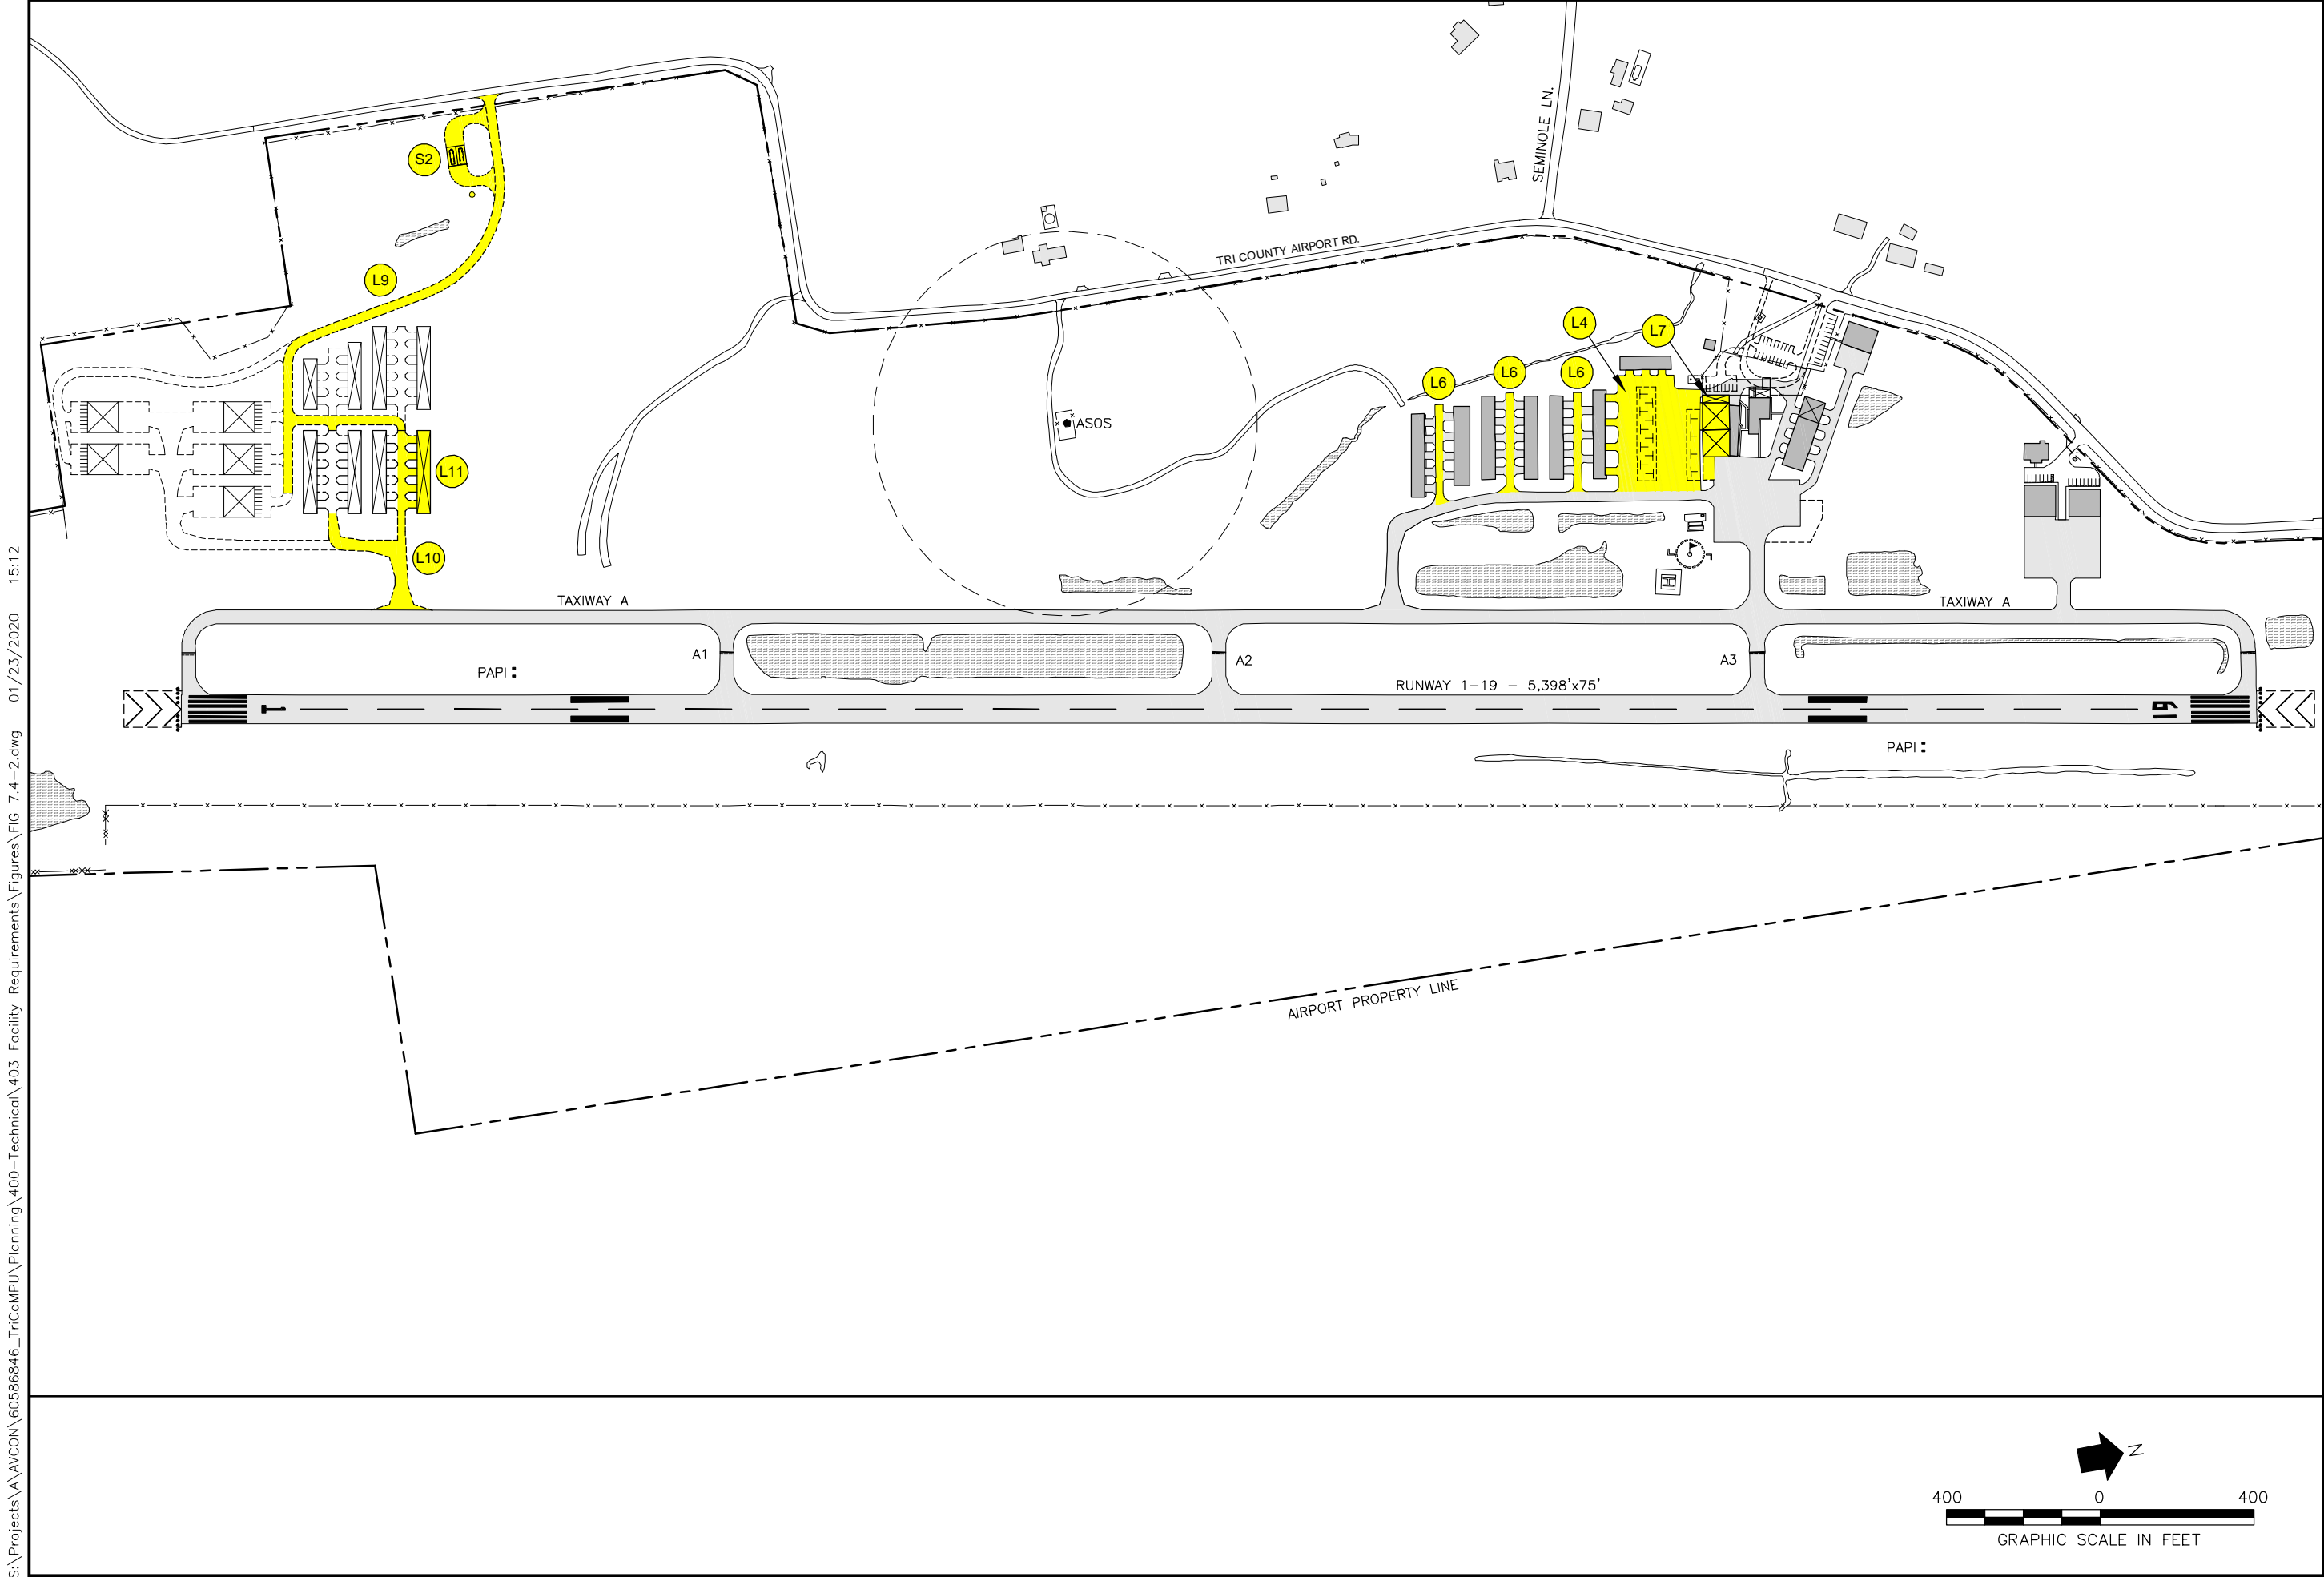 SEMINOLE LN.
S2
TRI COUNTY AIRPORT RD.
L9
L4
L7
L6
L6
L6
ASOS
L11
L10
TAXIWAY A
TAXIWAY A
A1
A2
A3
PAPI
RUNWAY 1-19 - 5,398'x75'
1
19
PAPI
AIRPORT PROPERTY LINE
N
400 0 400
GRAPHIC SCALE IN FEET
S:\Projects\A\AVCON\60586846_TriCoMPU\Planning\400-Technical\403 Facility Requirements\Figures\FIG 7.4-2.dwg 01/23/2020 15:12